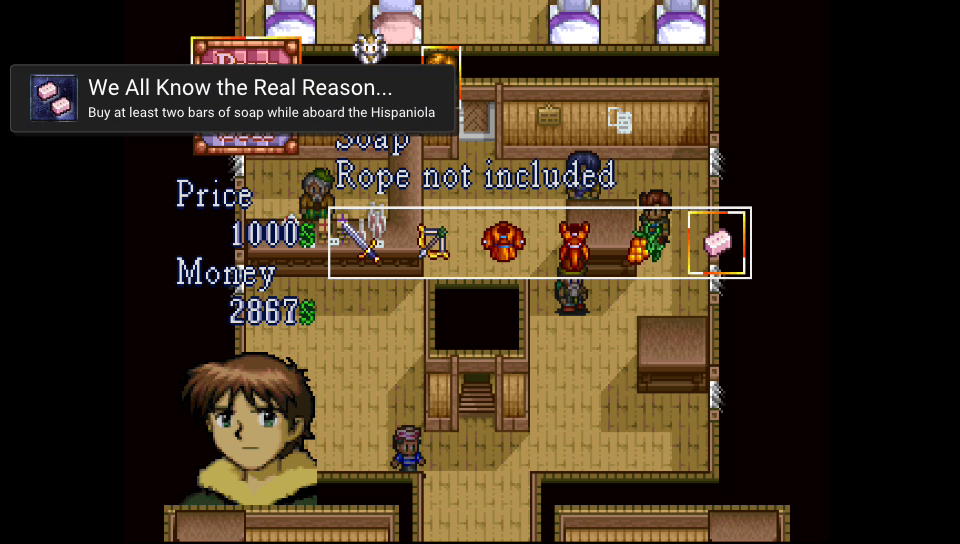 We All Know the Real Reason...
Buy at least two bars of soap while aboard the Hispaniola
Soap
Rope not included
Price
1000$
Money
2867$